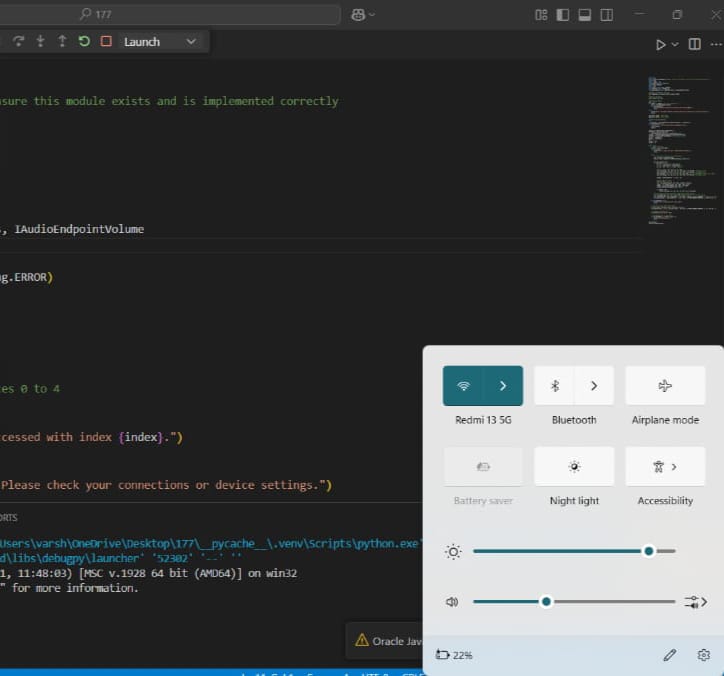 177
Launch
sure this module exists and is implemented correctly
, IAudioEndpointVolume
g.ERROR)
es 0 to 4
ccessed with index {index}.")
Please check your connections or device settings.")
ORTS
Users\varsh\OneDrive\Desktop\177\__pycache__\.venv\Scripts\python.exe'
d\libs\debugpy\launcher' '52302' '--' ''
1, 11:48:03) [MSC v.1928 64 bit (AMD64)] on win32
" for more information.
Redmi 13 5G
Bluetooth
Airplane mode
Battery saver
Night light
Accessibility
Oracle Jav
22%